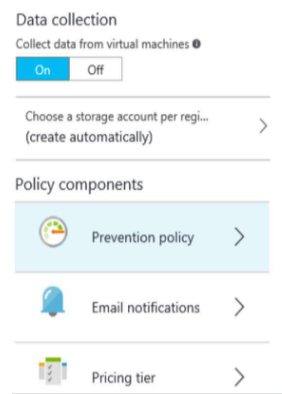 Data collection
Collect data from virtual machines
On Off
Choose a storage account per regi...
(create automatically)
Policy components
Prevention policy
Email notifications
Pricing tier